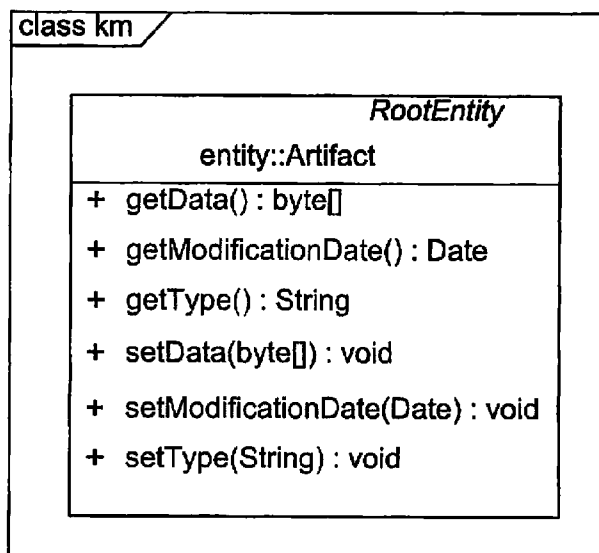 class km
RootEntity
entity::Artifact
+ getData() : byte[]
+ getModificationDate() : Date
+ getType() : String
+ setData(byte[]) : void
+ setModificationDate(Date) : void
+ setType(String) : void